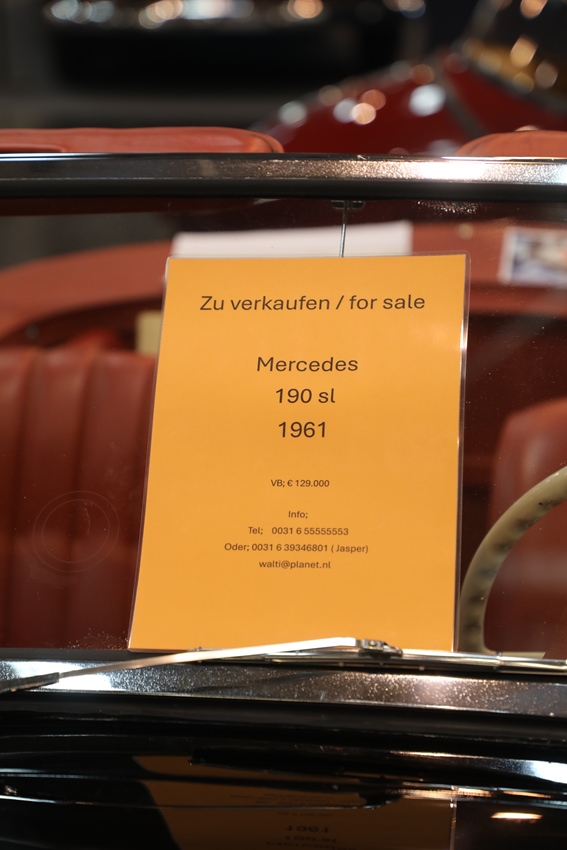 Zu verkaufen / for sale
Mercedes
190 sl
1961
VB; € 129.000
Info;
Tel;    0031 6 55555553
Oder; 0031 6 39346801 ( Jasper)
walti@planet.nl